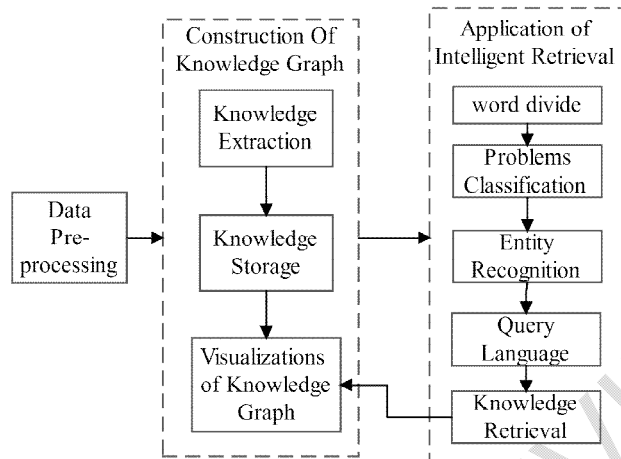 Data
Pre-
processing
Construction Of
Knowledge Graph
Knowledge
Extraction
Knowledge
Storage
Visualizations
of Knowledge
Graph
Application of
Intelligent Retrieval
word divide
Problems
Classification
Entity
Recognition
Query
Language
Knowledge
Retrieval